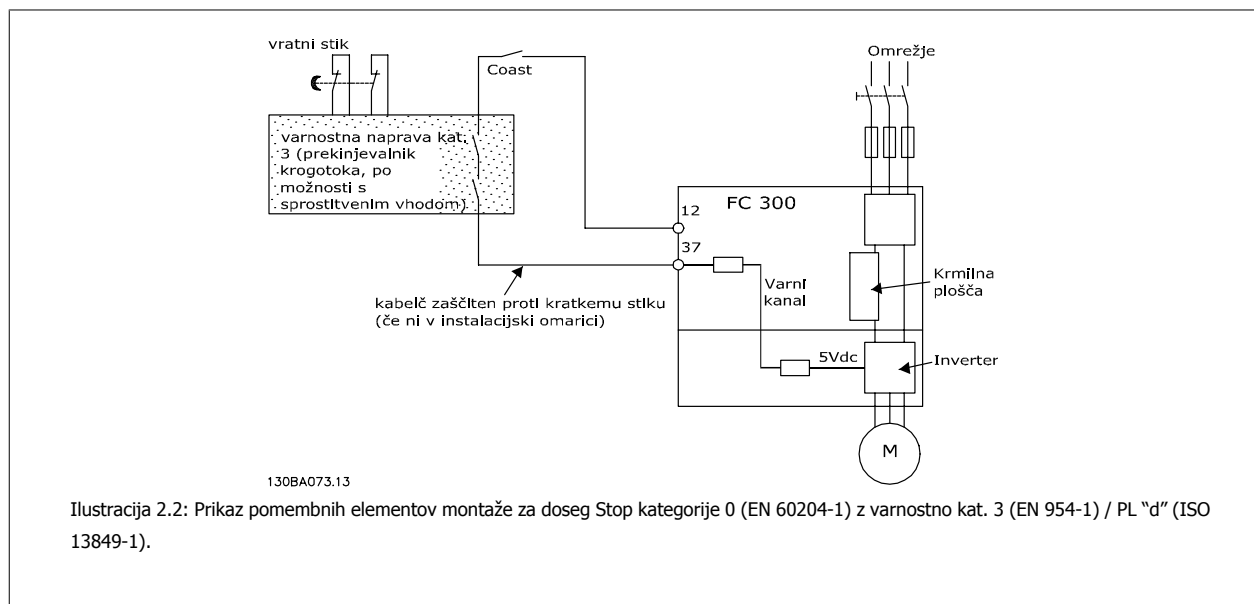 vratni stik
Coast
Omrežje
varnostna naprava kat.
3 (prekinjevalnik
krogotoka, po
možnosti s
sprostitvenim vhodom)
FC 300
12
37
Varni
kanal
Krmilna
plošča
kabelč zaščiten proti kratkemu stiku
(če ni v instalacijski omarici)
5Vdc
Inverter
M
130BA073.13
Ilustracija 2.2: Prikaz pomembnih elementov montaže za doseg Stop kategorije 0 (EN 60204-1) z varnostno kat. 3 (EN 954-1) / PL “d” (ISO
13849-1).